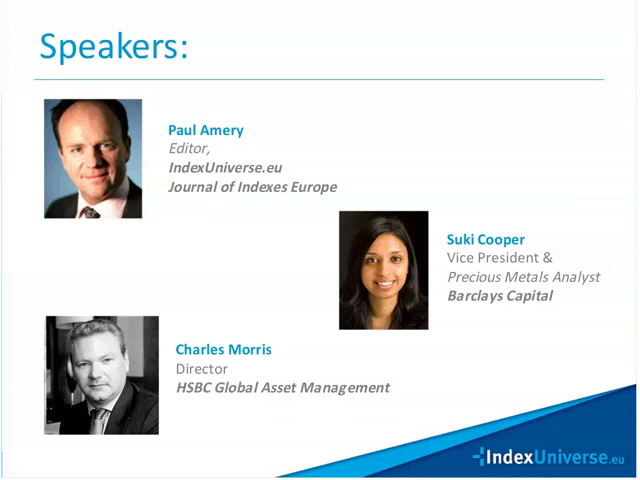 Speakers:
Paul Amery
Editor,
IndexUniverse.eu
Journal of Indexes Europe
Suki Cooper
Vice President &
Precious Metals Analyst
Barclays Capital
Charles Morris
Director
HSBC Global Asset Management
IndexUniverse.eu